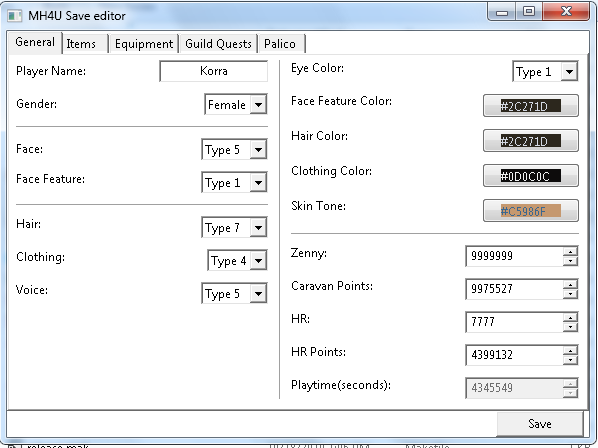 MH4U Save editor
General Items Equipment Guild Quests Palico
Player Name: Korra
Gender: Female
Face: Type 5
Face Feature: Type 1
Hair: Type 7
Clothing: Type 4
Voice: Type 5
Eye Color: Type 1
Face Feature Color: #2C271D
Hair Color: #2C271D
Clothing Color: #0D0C0C
Skin Tone: #C5986F
Zenny: 9999999
Caravan Points: 9975527
HR: 7777
HR Points: 4399132
Playtime(seconds): 4345549
Save